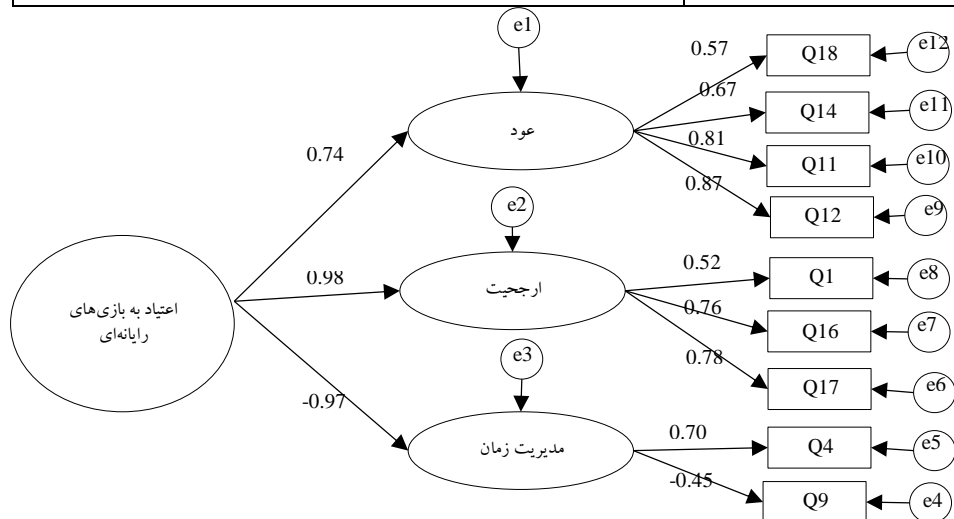 e1
0.57
Q18
e12
0.67
Q14
e11
عود
0.81
Q11
e10
0.74
0.87
Q12
e9
e2
0.52
Q1
e8
0.98
ارجحیت
0.76
Q16
e7
اعتیاد به بازی‌های
رایانه‌ای
e3
0.78
Q17
e6
-0.97
0.70
Q4
e5
مدیریت زمان
-0.45
Q9
e4